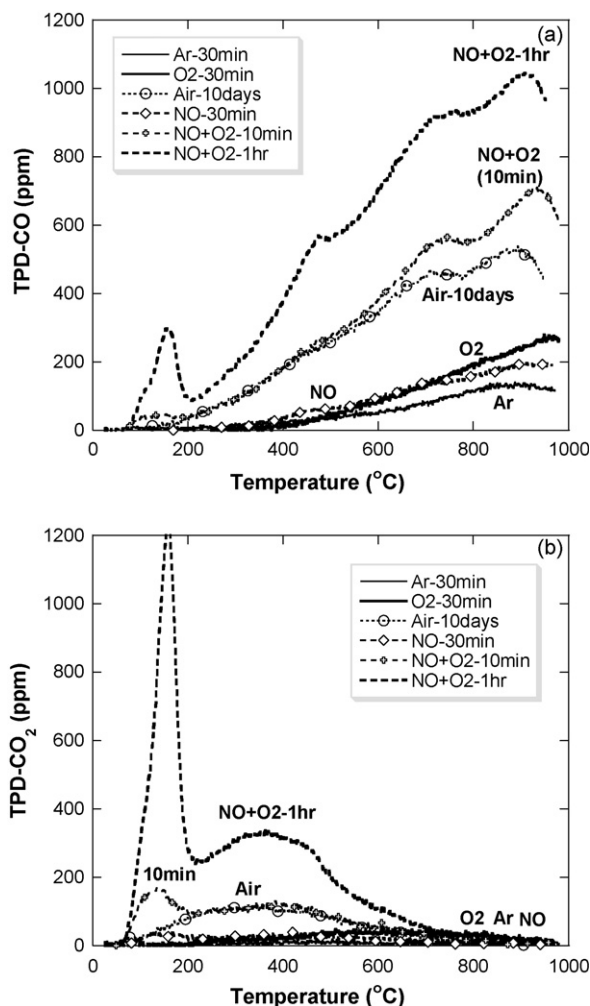 (a)
NO+O2-1hr
Ar-30min
O2-30min
Air-10days
NO-30min
NO+O2-10min
NO+O2-1hr
NO+O2
(10min)
Air-10days
O2
NO
Ar
TPD-CO (ppm)
1200
1000
800
600
400
200
0
0 200 400 600 800 1000
Temperature (°C)
(b)
Ar-30min
O2-30min
Air-10days
NO-30min
NO+O2-10min
NO+O2-1hr
NO+O2-1hr
10min
Air
O2 Ar NO
TPD-CO₂ (ppm)
1200
1000
800
600
400
200
0
0 200 400 600 800 1000
Temperature (°C)